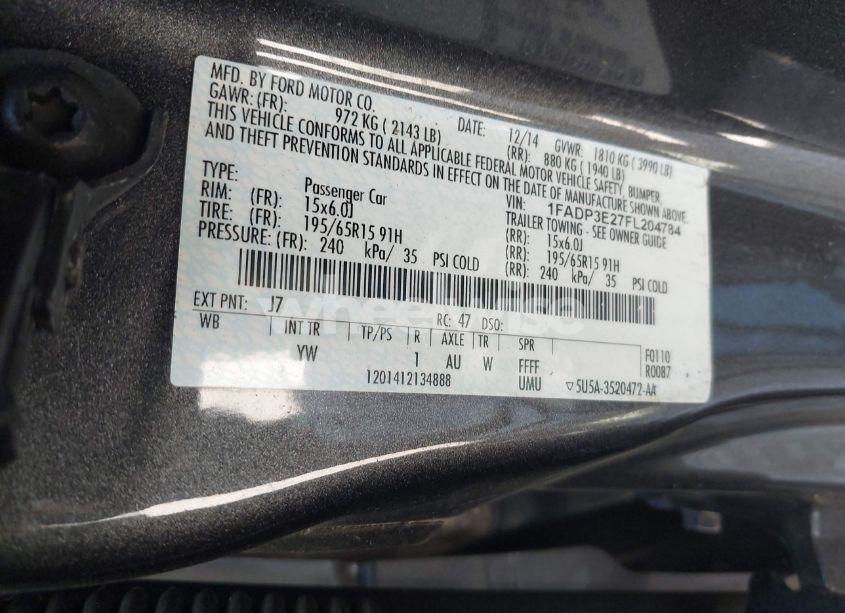 MFD. BY FORD MOTOR CO. DATE: 12/14 GVWR: 1810 KG ( 3990 LB)
GAWR: (FR): 972 KG ( 2143 LB) (RR): 880 KG ( 1940 LB)
THIS VEHICLE CONFORMS TO ALL APPLICABLE FEDERAL MOTOR VEHICLE SAFETY, BUMPER,
AND THEFT PREVENTION STANDARDS IN EFFECT ON THE DATE OF MANUFACTURE SHOWN ABOVE.
VIN: 1FADP3E27FL204784
TYPE: Passenger Car TRAILER TOWING - SEE OWNER GUIDE
RIM: (FR): 15x6.0J (RR): 15x6.0J
TIRE: (FR): 195/65R15 91H (RR): 195/65R15 91H
PRESSURE: (FR): 240 kPa/ 35 PSI COLD (RR): 240 kPa/ 35 PSI COLD
wheelwise
EXT PNT: J7 RC: 47 DSO:
WB INT TR TP/PS R AXLE TR SPR F0110
YW 1 AU W FFFF R0087
1201412134888 UMU ▽5U5A-3520472-AA